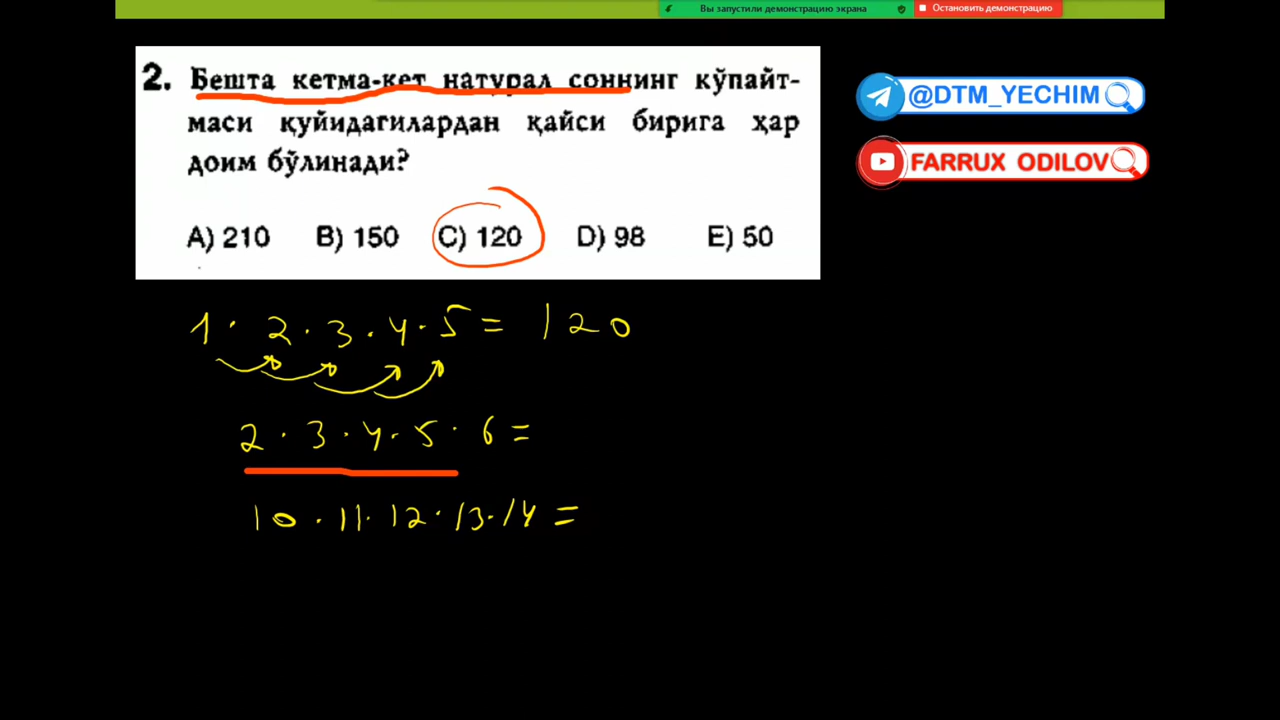 Вы запустили демонстрацию экрана
Остановить демонстрацию
2. Бешта кетма-кет натурал соннинг кўпайт-
маси қуйидагилардан қайси бирига ҳар
доим бўлинади?
A) 210 B) 150 C) 120 D) 98 E) 50
@DTM_YECHIM
FARRUX ODILOV
1 · 2 · 3 · 4 · 5 = 120
2 · 3 · 4 · 5 · 6 =
10 · 11 · 12 · 13 · 14 =